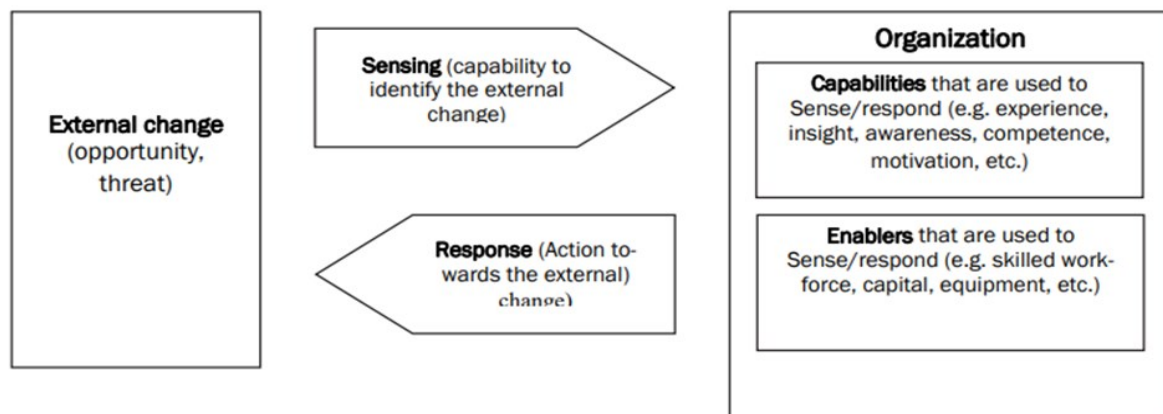 External change
(opportunity,
threat)
Sensing (capability to
identify the external
change)
Response (Action to-
wards the external)
change)
Organization
Capabilities that are used to
Sense/respond (e.g. experience,
insight, awareness, competence,
motivation, etc.)
Enablers that are used to
Sense/respond (e.g. skilled work-
force, capital, equipment, etc.)